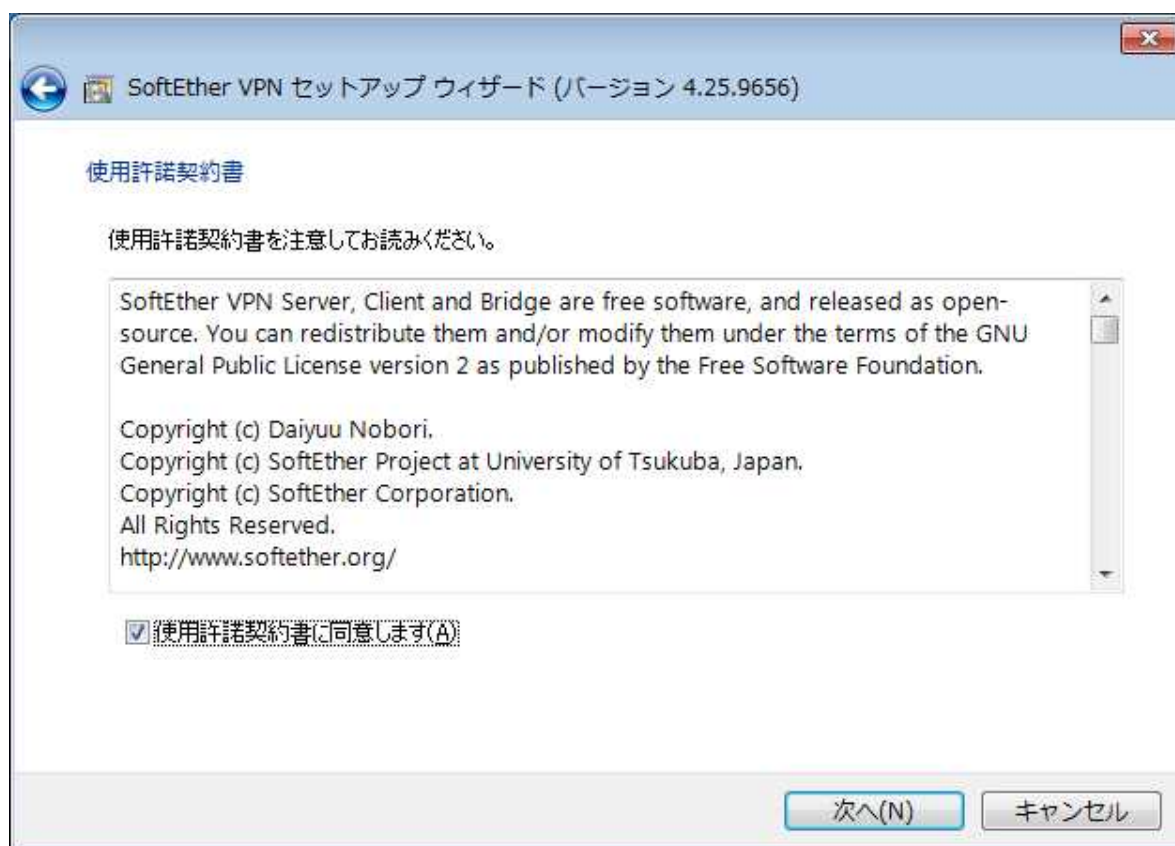 SoftEther VPN セットアップ ウィザード (バージョン 4.25.9656)
使用許諾契約書
使用許諾契約書を注意してお読みください。
SoftEther VPN Server, Client and Bridge are free software, and released as open-
source. You can redistribute them and/or modify them under the terms of the GNU
General Public License version 2 as published by the Free Software Foundation.
Copyright (c) Daiyuu Nobori.
Copyright (c) SoftEther Project at University of Tsukuba, Japan.
Copyright (c) SoftEther Corporation.
All Rights Reserved.
http://www.softether.org/
使用許諾契約書に同意します(A)
次へ(N)
キャンセル